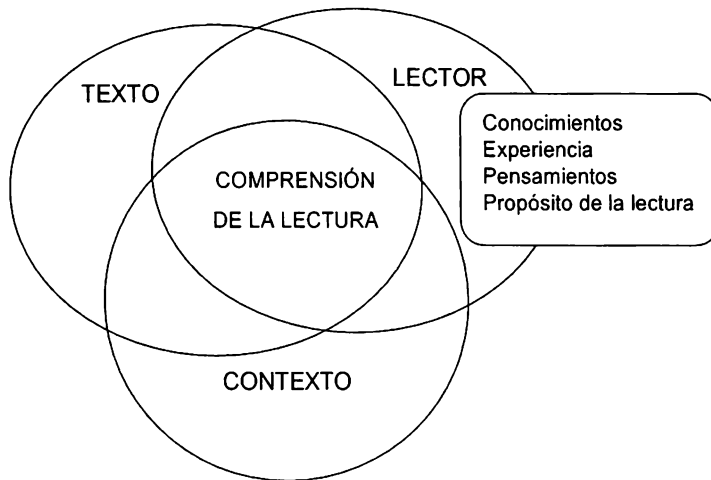 TEXTO
LECTOR
Conocimientos
Experiencia
Pensamientos
Propósito de la lectura
COMPRENSIÓN
DE LA LECTURA
CONTEXTO